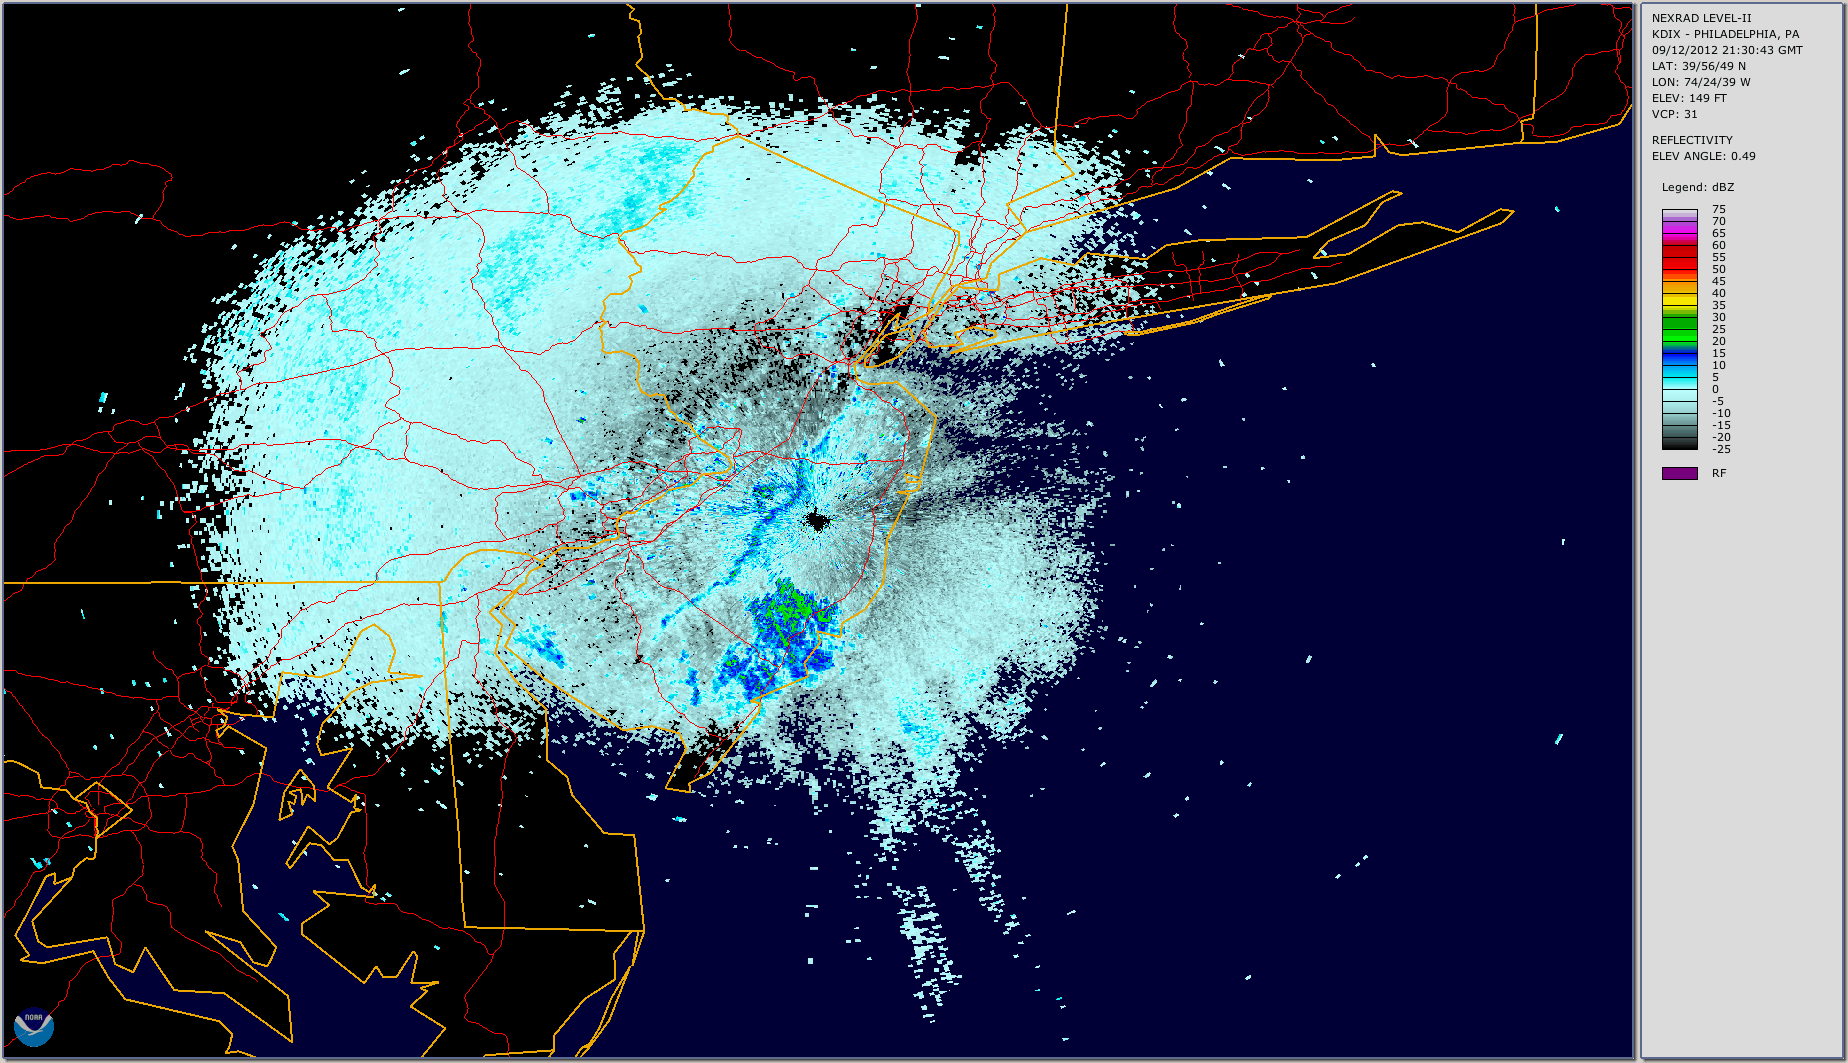 NEXRAD LEVEL-II
KDIX - PHILADELPHIA, PA
09/12/2012 21:30:43 GMT
LAT: 39/56/49 N
LON: 74/24/39 W
ELEV: 149 FT
VCP: 31
REFLECTIVITY
ELEV ANGLE: 0.49
Legend: dBZ
75
70
65
60
55
50
45
40
35
30
25
20
15
10
5
0
-5
-10
-15
-20
-25
RF
NOAA